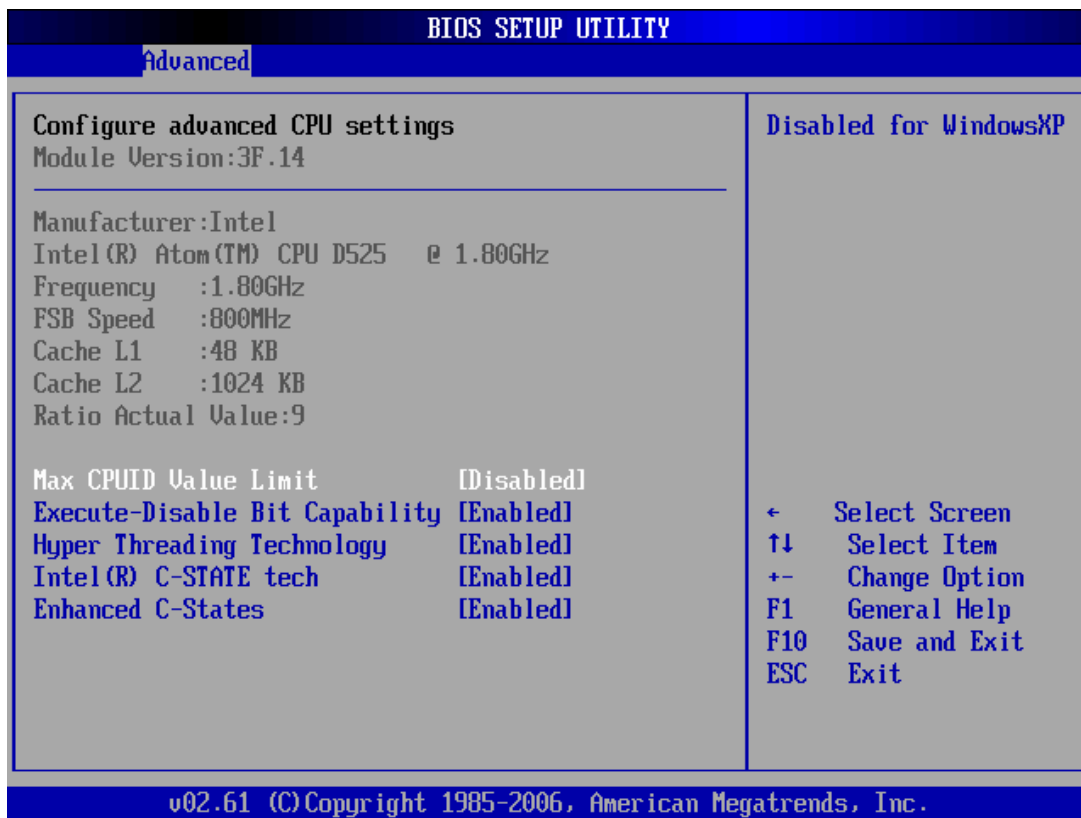 BIOS SETUP UTILITY
Advanced
Configure advanced CPU settings
Module Version:3F.14
Manufacturer:Intel
Intel(R) Atom(TM) CPU D525 @ 1.80GHz
Frequency :1.80GHz
FSB Speed :800MHz
Cache L1 :48 KB
Cache L2 :1024 KB
Ratio Actual Value:9
Max CPUID Value Limit [Disabled]
Execute-Disable Bit Capability [Enabled]
Hyper Threading Technology [Enabled]
Intel(R) C-STATE tech [Enabled]
Enhanced C-States [Enabled]
Disabled for WindowsXP
← Select Screen
↑↓ Select Item
+- Change Option
F1 General Help
F10 Save and Exit
ESC Exit
v02.61 (C)Copyright 1985-2006, American Megatrends, Inc.